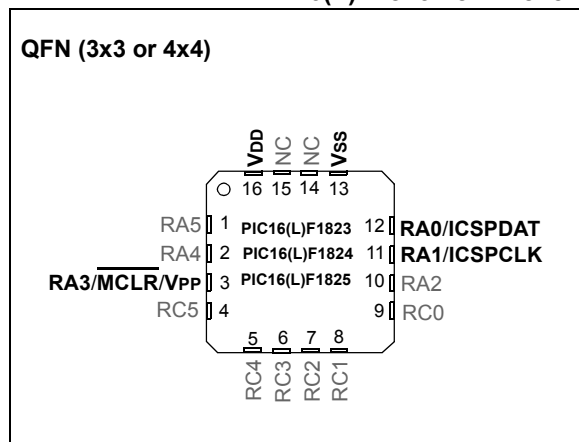 QFN (3x3 or 4x4)
VDD NC NC VSS
16 15 14 13
RA5 1 PIC16(L)F1823 12 RA0/ICSPDAT
RA4 2 PIC16(L)F1824 11 RA1/ICSPCLK
RA3/MCLR/VPP 3 PIC16(L)F1825 10 RA2
RC5 4 9 RC0
5 6 7 8
RC4 RC3 RC2 RC1